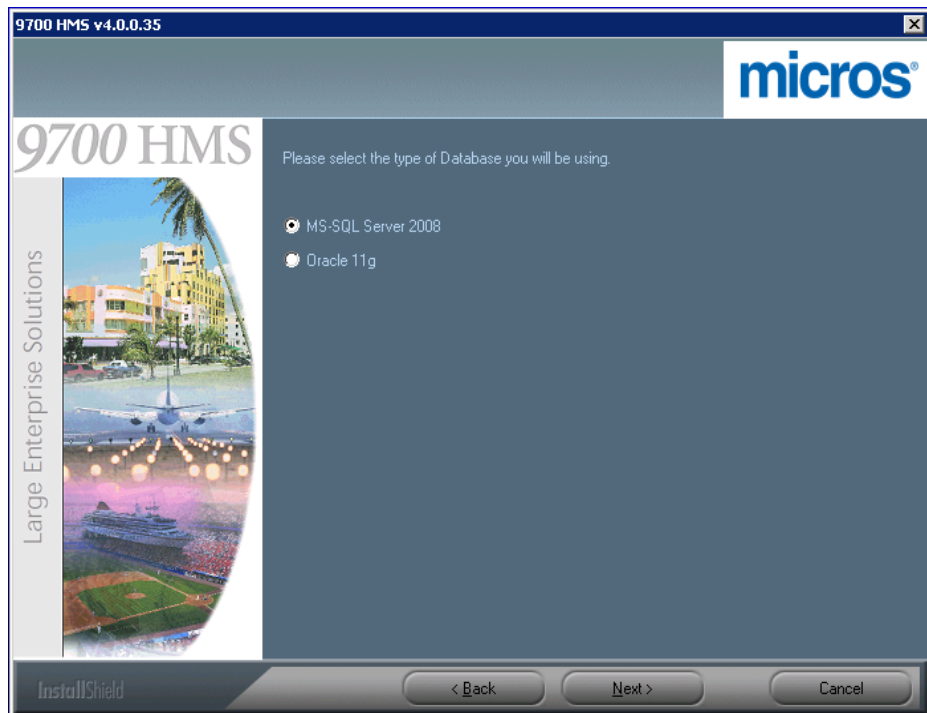 9700 HMS v4.0.0.35
micros®
9700 HMS
Large Enterprise Solutions
Please select the type of Database you will be using.
MS-SQL Server 2008
Oracle 11g
InstallShield
< Back
Next >
Cancel